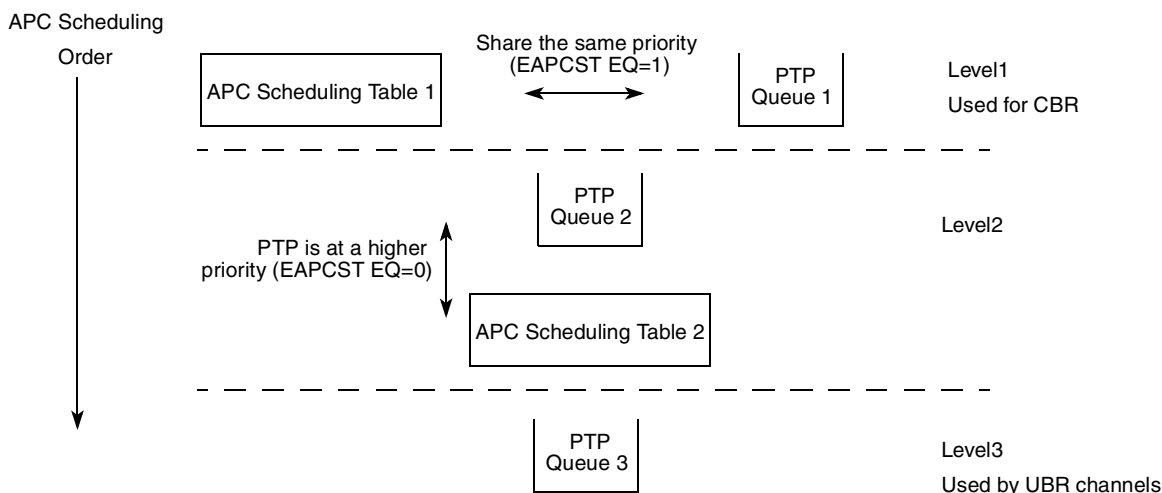 APC Scheduling
Order
Share the same priority
(EAPCST EQ=1)
APC Scheduling Table 1
PTP
Queue 1
Level1
Used for CBR
PTP
Queue 2
Level2
PTP is at a higher
priority (EAPCST EQ=0)
APC Scheduling Table 2
PTP
Queue 3
Level3
Used by UBR channels